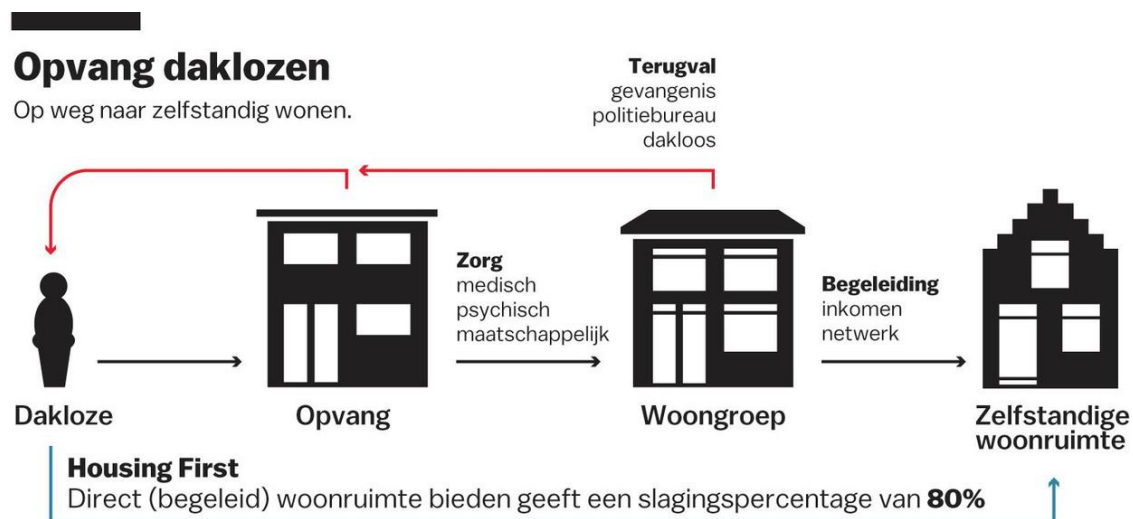 Opvang daklozen
Op weg naar zelfstandig wonen.
Terugval
gevangenis
politiebureau
dakloos
Zorg
medisch
psychisch
maatschappelijk
Begeleiding
inkomen
netwerk
Dakloze
Opvang
Woongroep
Zelfstandige
woonruimte
Housing First
Direct (begeleid) woonruimte bieden geeft een slagingspercentage van 80%